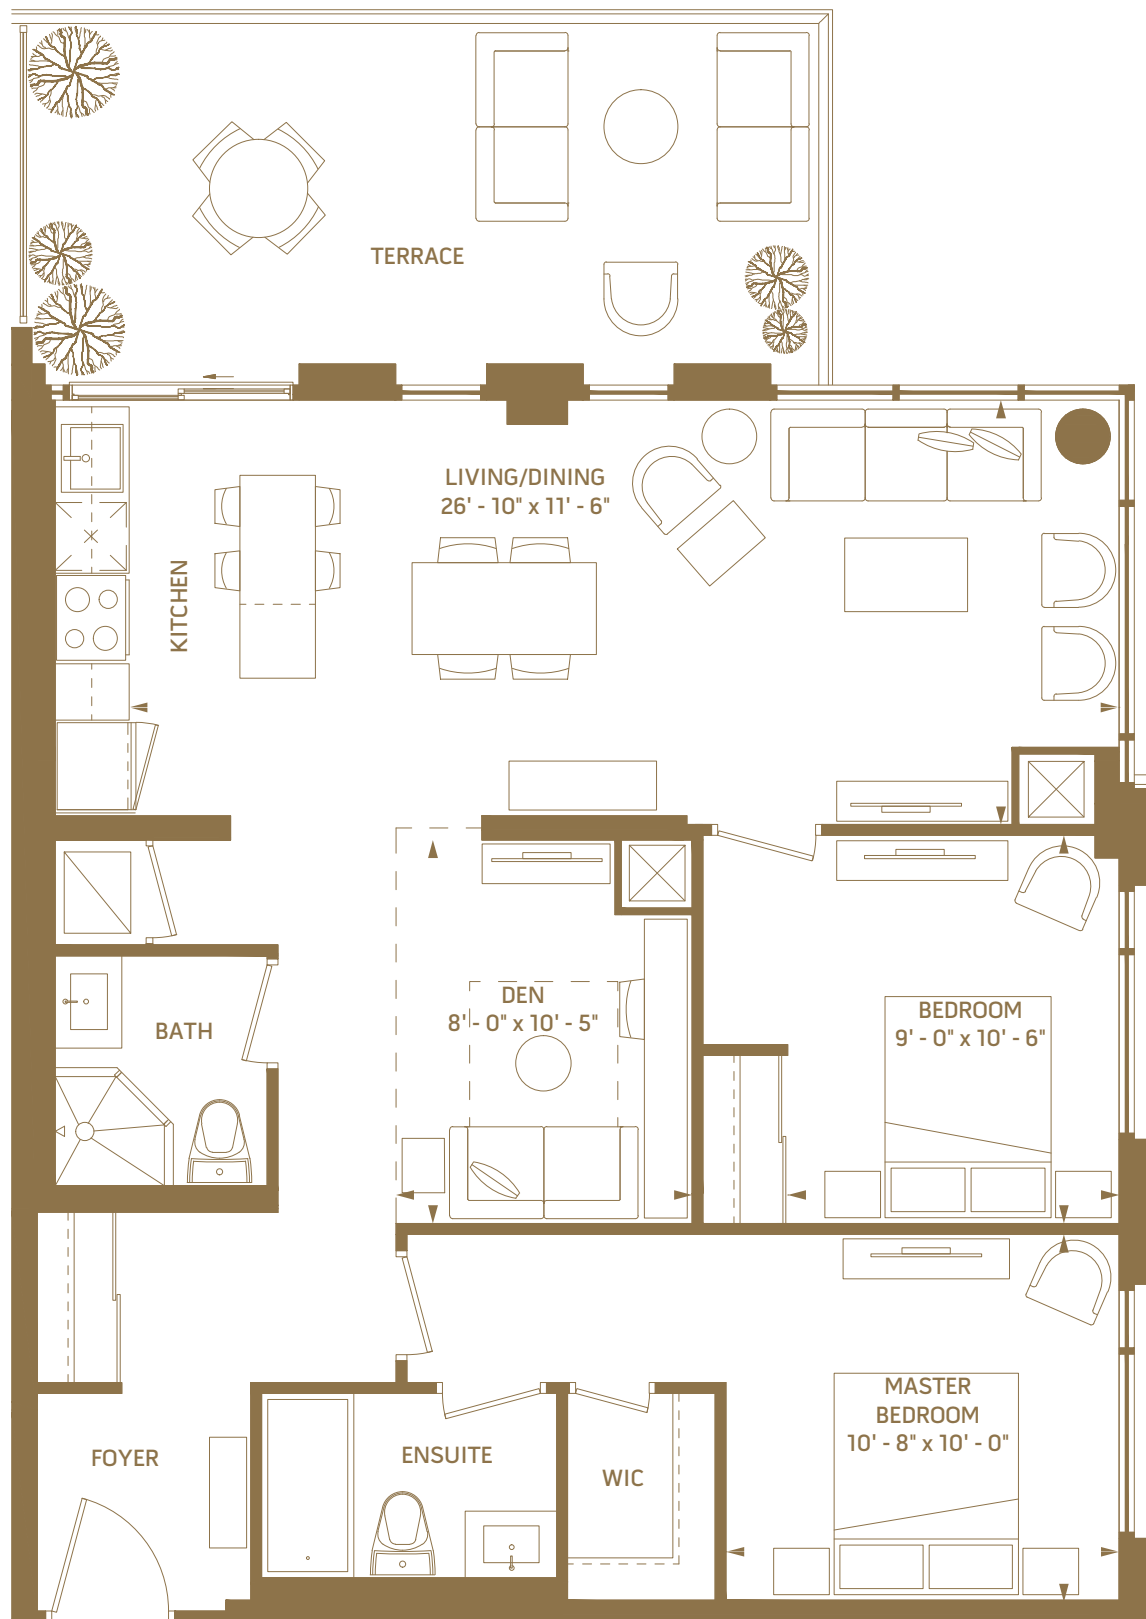 TERRACE
LIVING/DINING
26' - 10" x 11' - 6"
KITCHEN
DEN
8' - 0" x 10' - 5"
BEDROOM
9' - 0" x 10' - 6"
BATH
MASTER
BEDROOM
10' - 8" x 10' - 0"
FOYER
ENSUITE
WIC